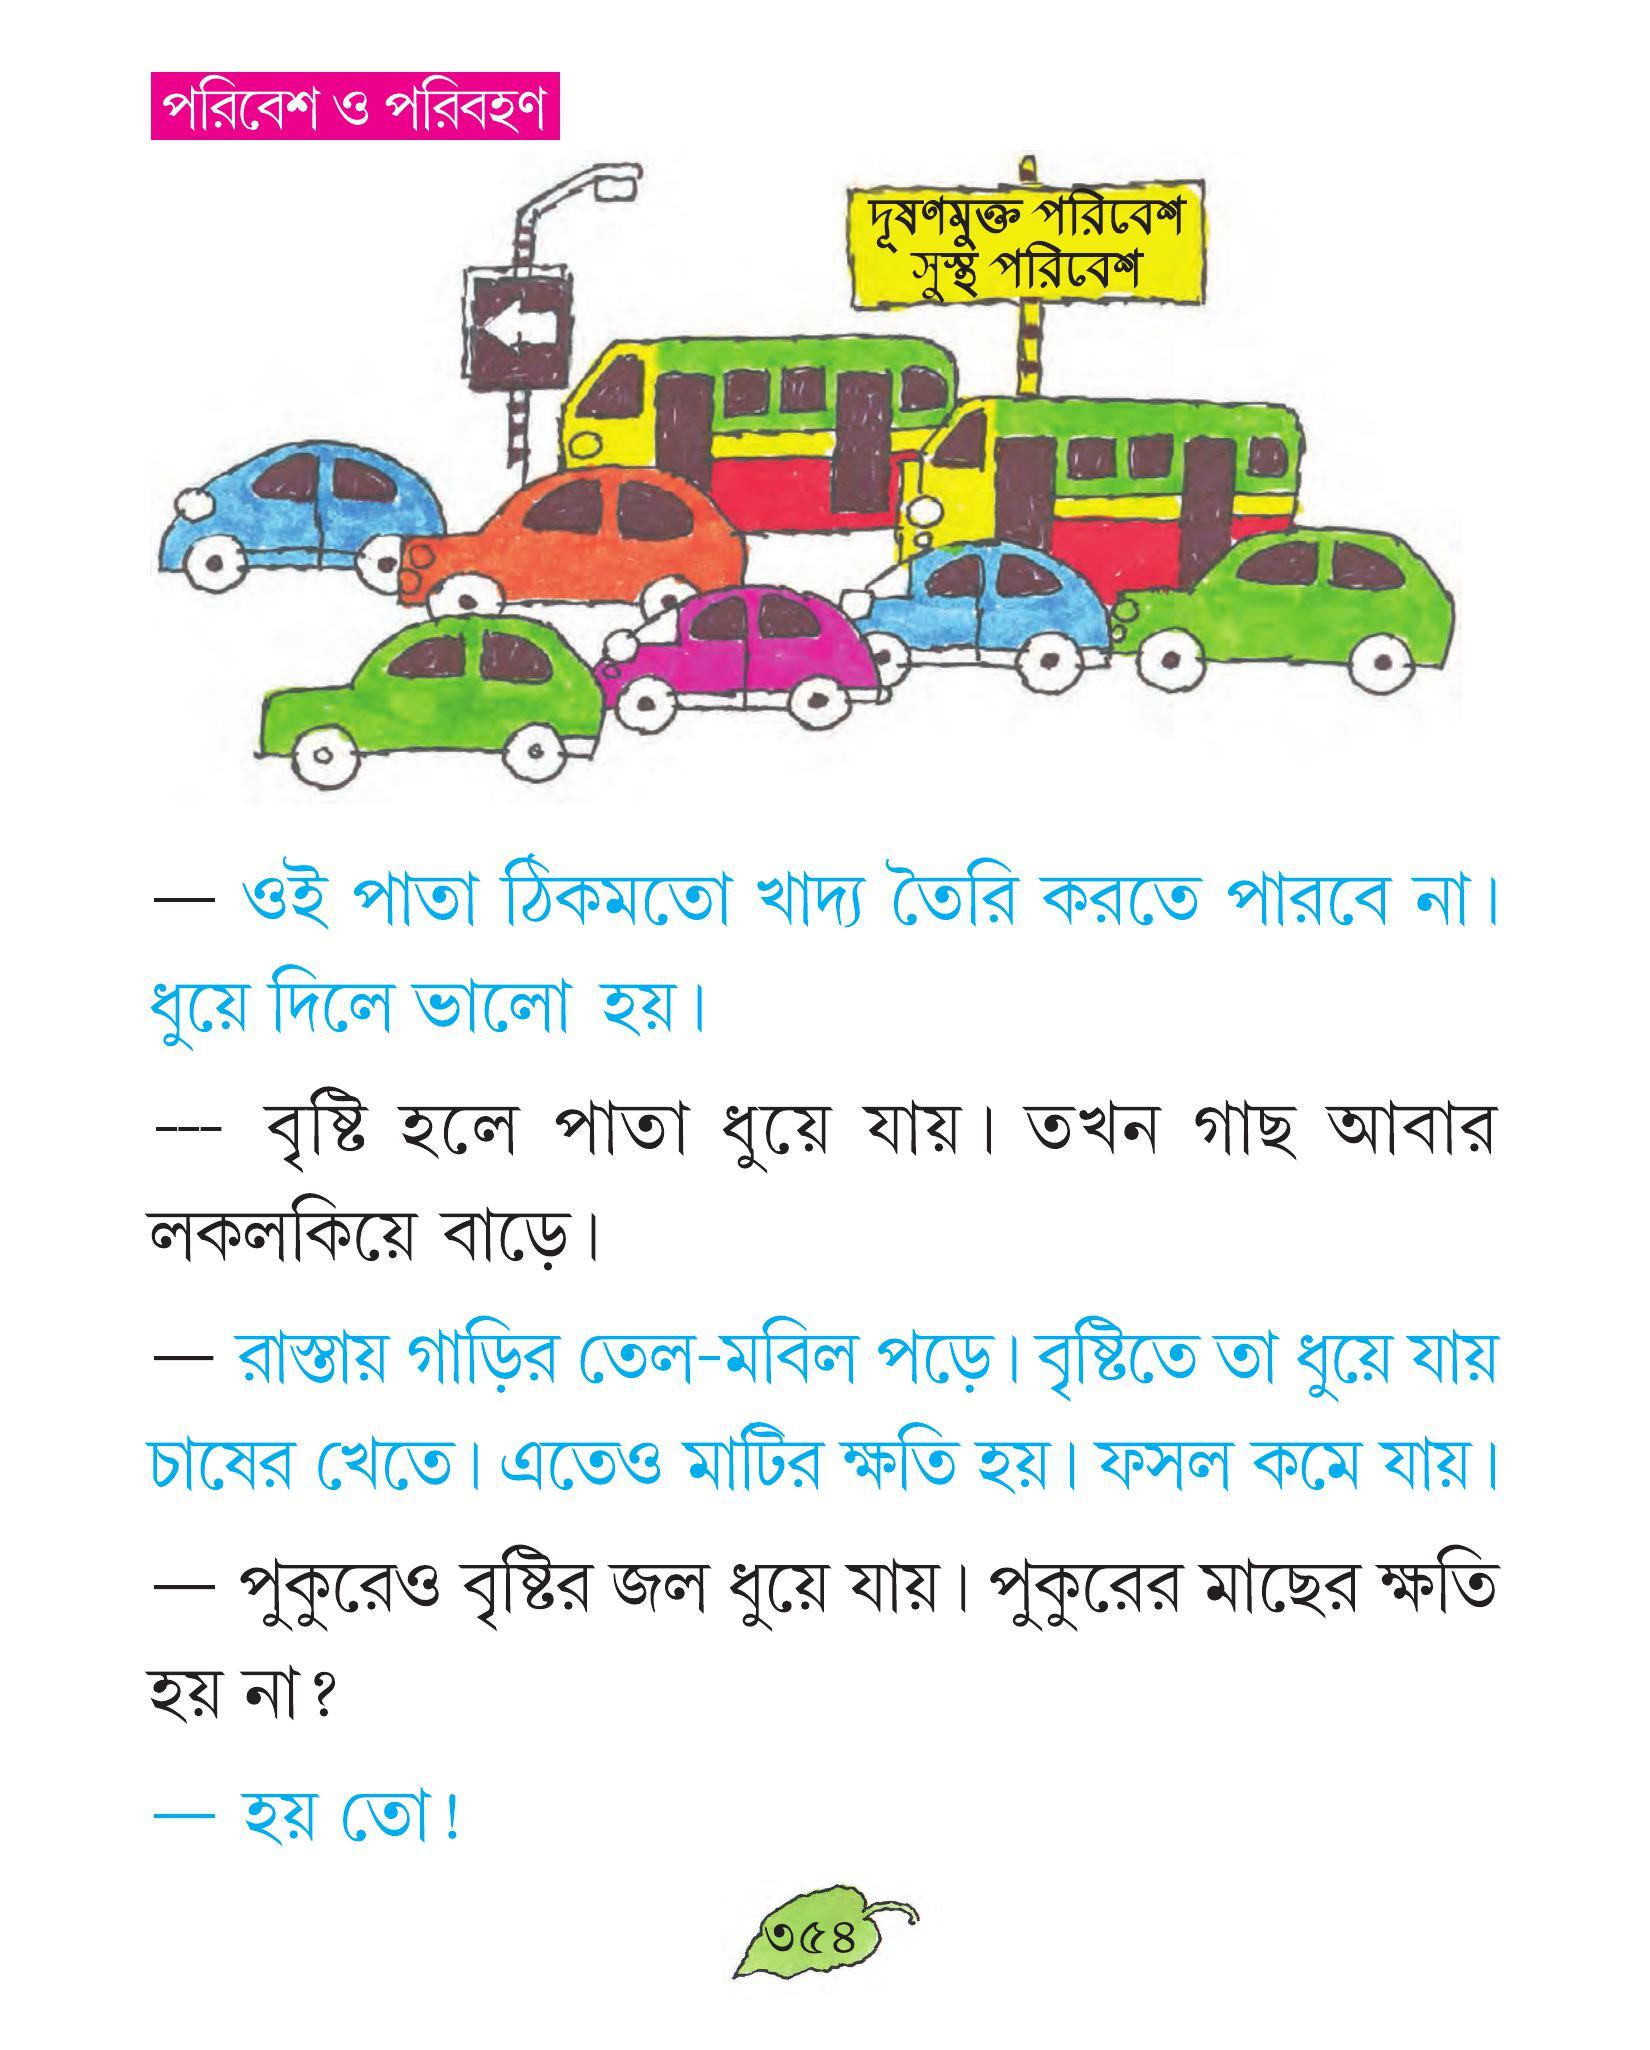 পরিবেশ ও পরিবহণ
দূষণমুক্ত পরিবেশ
সুস্থ পরিবেশ
— ওই পাতা ঠিকমতো খাদ্য তৈরি করতে পারবে না।
ধুয়ে দিলে ভালো হয়।
--- বৃষ্টি হলে পাতা ধুয়ে যায়। তখন গাছ আবার
লকলকিয়ে বাড়ে।
— রাস্তায় গাড়ির তেল-মবিল পড়ে। বৃষ্টিতে তা ধুয়ে যায়
চাষের খেতে। এতেও মাটির ক্ষতি হয়। ফসল কমে যায়।
— পুকুরেও বৃষ্টির জল ধুয়ে যায়। পুকুরের মাছের ক্ষতি
হয় না?
— হয় তো!
৩৫৪